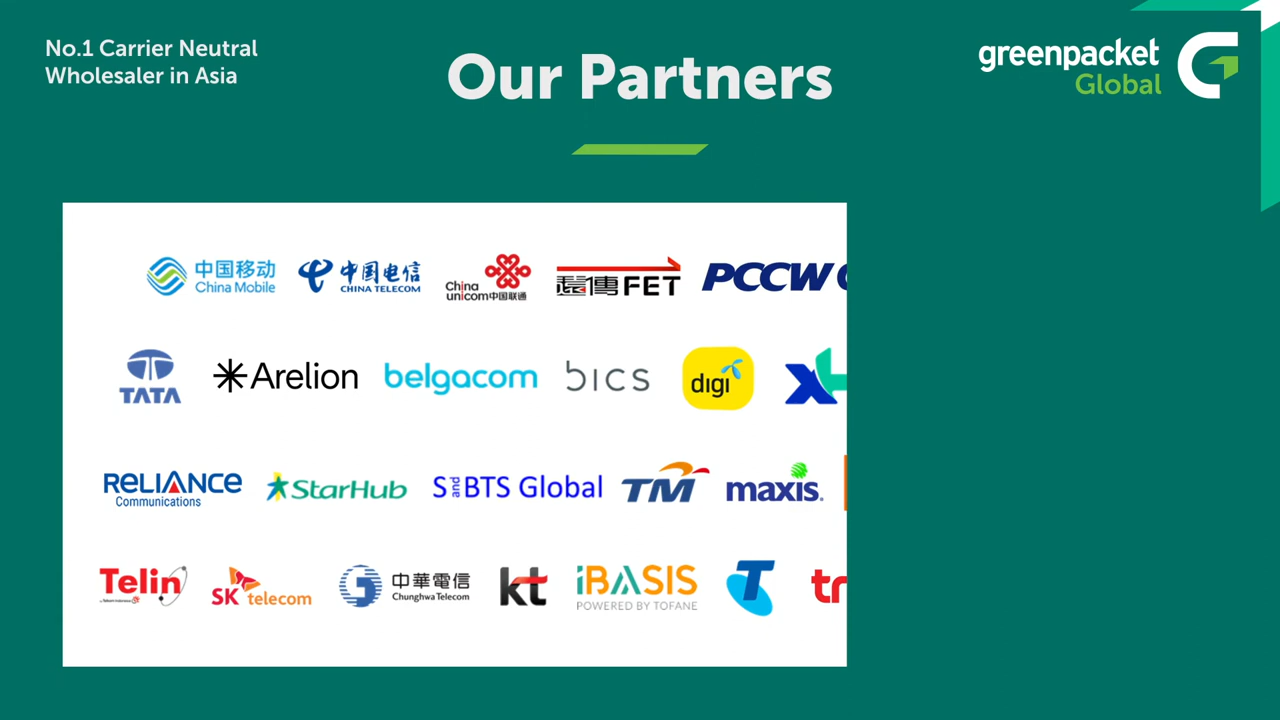 No.1 Carrier Neutral
Wholesaler in Asia
Our Partners
greenpacket
Global
中国移动
China Mobile
中国电信
CHINA TELECOM
China
unicom中国联通
遠傳FET
PCCW
TATA
Arelion
belgacom
bics
digi
XL
RELIANCE
Communications
StarHub
SandBTS Global
TM
maxis.
Telin
SK telecom
中華電信
Chunghwa Telecom
kt
iBASIS
POWERED BY TOFANE
T
tr